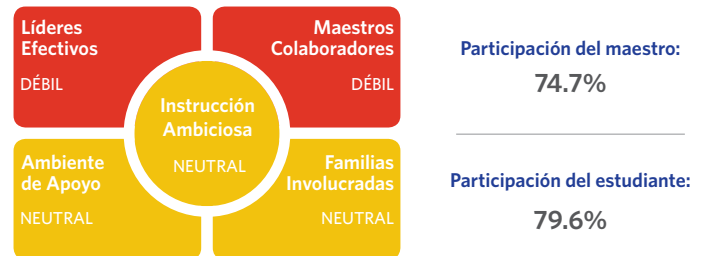 Líderes
Efectivos
DÉBIL
Maestros
Colaboradores
DÉBIL
Instrucción
Ambiciosa
NEUTRAL
Ambiente
de Apoyo
NEUTRAL
Familias
Involucradas
NEUTRAL
Participación del maestro:
74.7%
Participación del estudiante:
79.6%